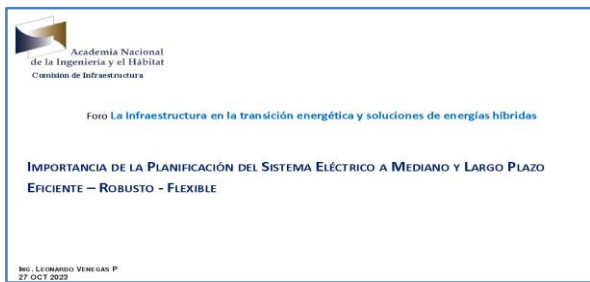 Academia Nacional
de la Ingeniería y el Hábitat
Comisión de Infraestructura
Foro La Infraestructura en la transición energética y soluciones de energías híbridas
IMPORTANCIA DE LA PLANIFICACIÓN DEL SISTEMA ELÉCTRICO A MEDIANO Y LARGO PLAZO
EFICIENTE – ROBUSTO - FLEXIBLE
ING. LEONARDO VENEGAS P
27 OCT 2023